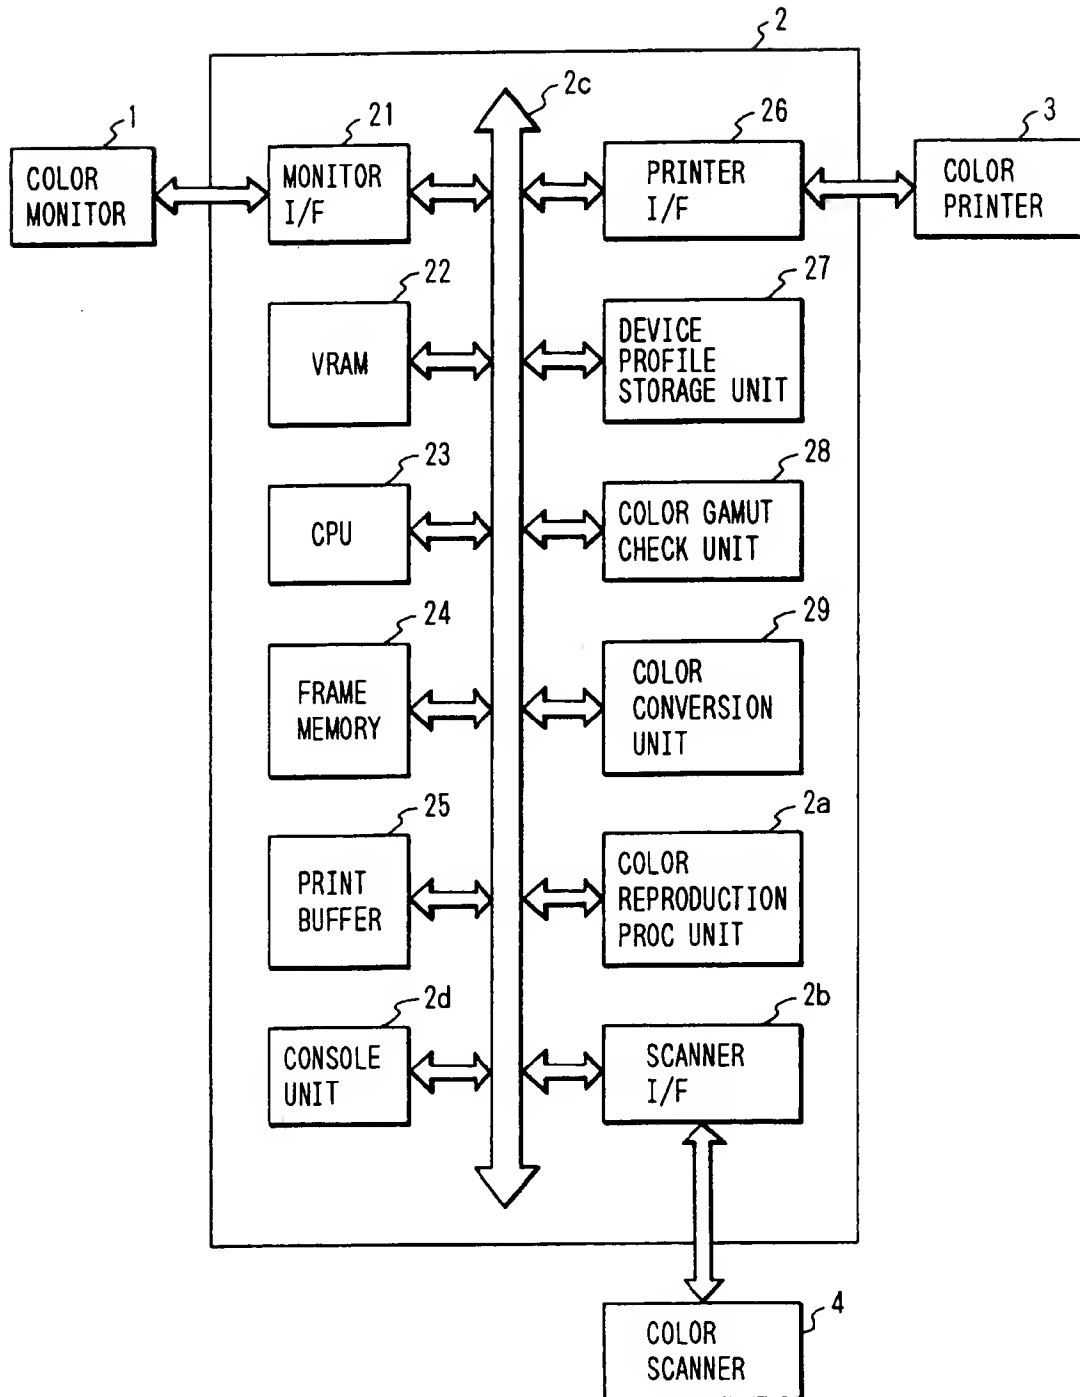 2
2c
1
COLOR
MONITOR
21
MONITOR
I/F
26
PRINTER
I/F
3
COLOR
PRINTER
22
VRAM
27
DEVICE
PROFILE
STORAGE UNIT
23
CPU
28
COLOR GAMUT
CHECK UNIT
24
FRAME
MEMORY
29
COLOR
CONVERSION
UNIT
25
PRINT
BUFFER
2a
COLOR
REPRODUCTION
PROC UNIT
2d
CONSOLE
UNIT
2b
SCANNER
I/F
4
COLOR
SCANNER